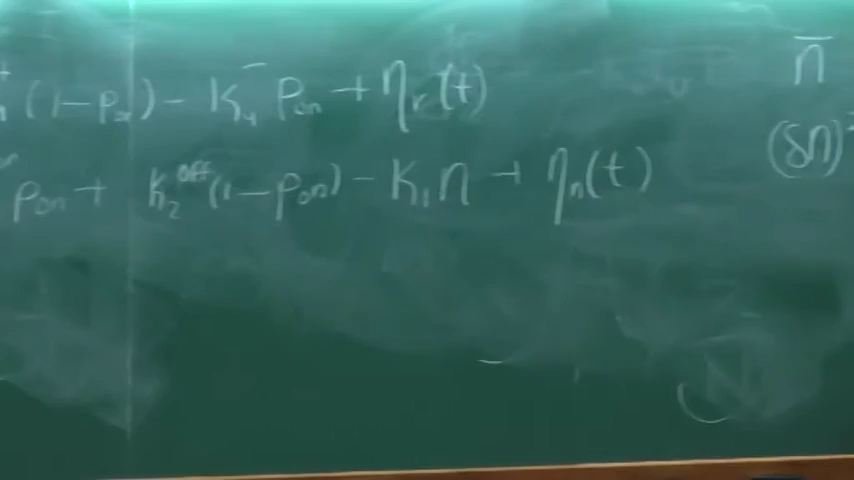 (1-p_on) - K_4^- p_on + η_r(t)
p_on + k_2^off (1-p_on) - K_1 n + η_n(t)
n̄
(δn)